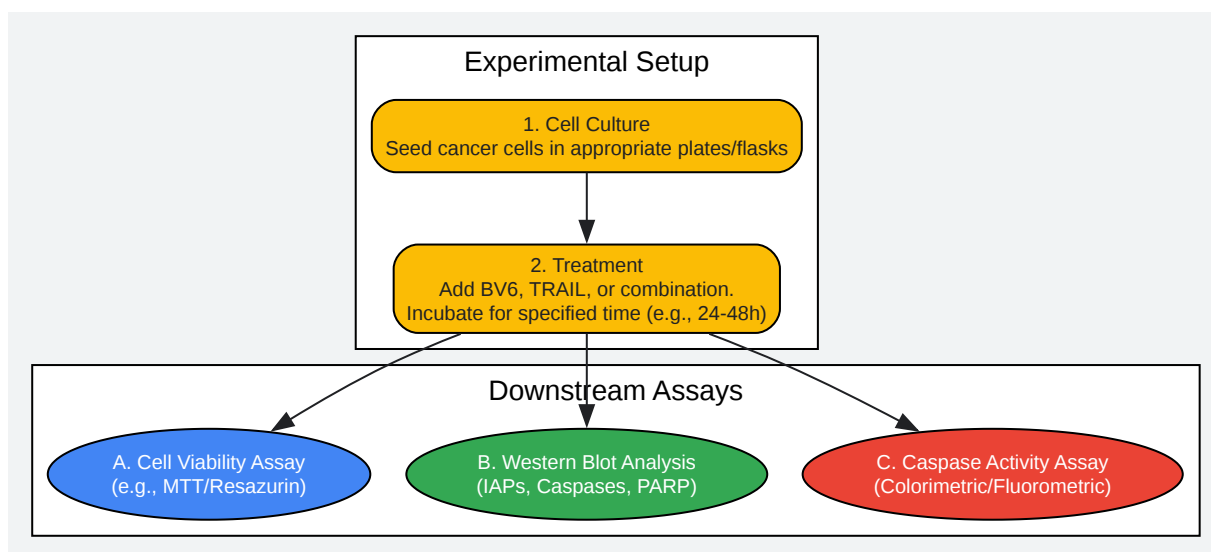 Experimental Setup
1. Cell Culture
Seed cancer cells in appropriate plates/flasks
2. Treatment
Add BV6, TRAIL, or combination.
Incubate for specified time (e.g., 24-48h)
Downstream Assays
A. Cell Viability Assay
(e.g., MTT/Resazurin)
B. Western Blot Analysis
(IAPs, Caspases, PARP)
C. Caspase Activity Assay
(Colorimetric/Fluorometric)